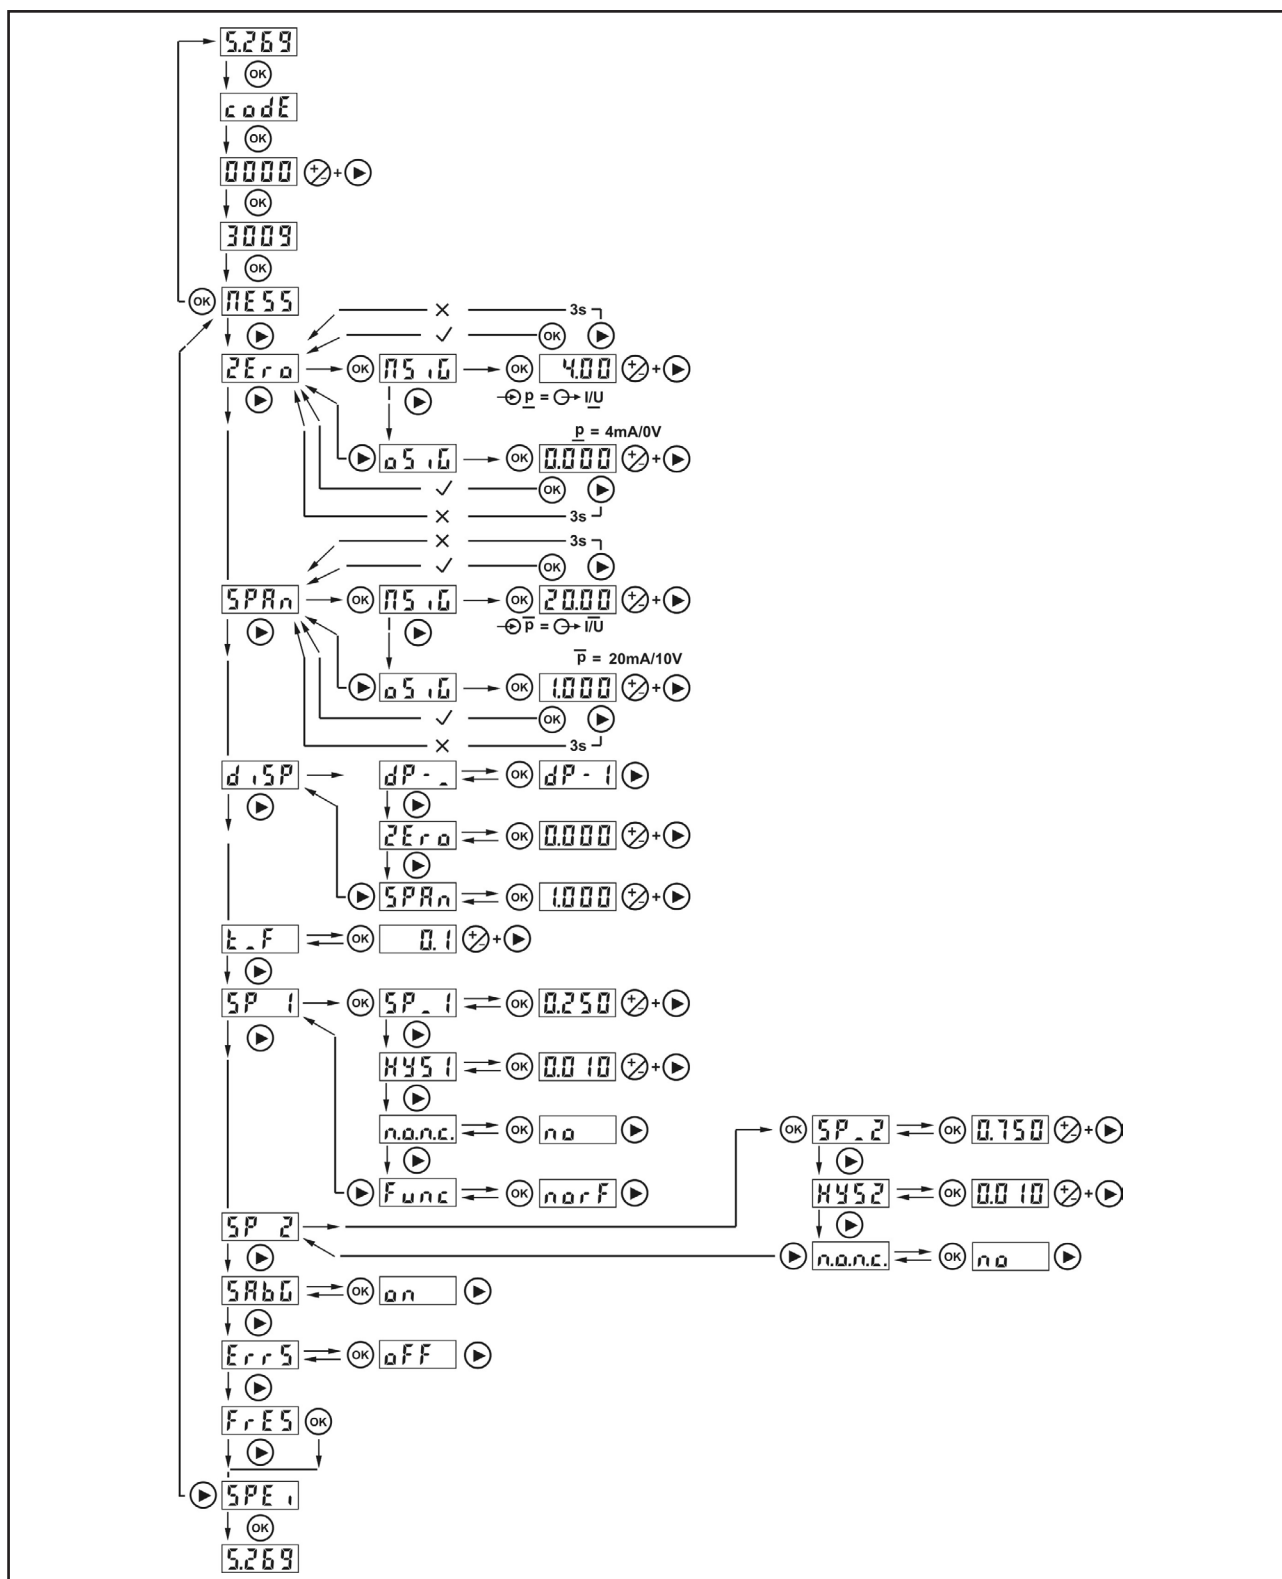 5.269
OK
codE
OK
0000 +/- + ▶
OK
3009
OK
OK MESS
▶ × 3s
✓ OK ▶
ZEro OK MSiG OK 4.00 +/- + ▶
▶ ▶ p = I/U
p = 4mA/0V
▶ oSiG OK 0.000 +/- + ▶
✓ OK ▶
× 3s
× 3s
✓ OK ▶
SPAn OK MSiG OK 20.00 +/- + ▶
▶ ▶ p = I/U
p = 20mA/10V
▶ oSiG OK 1.000 +/- + ▶
✓ OK ▶
× 3s
diSP dP-_ OK dP-1 ▶
▶ ▶
ZEro OK 0.000 +/- + ▶
▶
▶ SPAn OK 1.000 +/- + ▶
t_F OK 0.1 +/- + ▶
▶
SP 1 OK SP_1 OK 0.250 +/- + ▶
▶ ▶
HYS1 OK 0.010 +/- + ▶
▶
n.o.n.c. OK no ▶
▶
▶ Func OK norF ▶
SP 2
OK SP_2 OK 0.750 +/- + ▶
▶
HYS2 OK 0.010 +/- + ▶
▶
▶ n.o.n.c. OK no ▶
▶
SAbG OK on ▶
▶
ErrS OK oFF ▶
▶
FrES OK
▶
▶ SPEi
OK
5.269